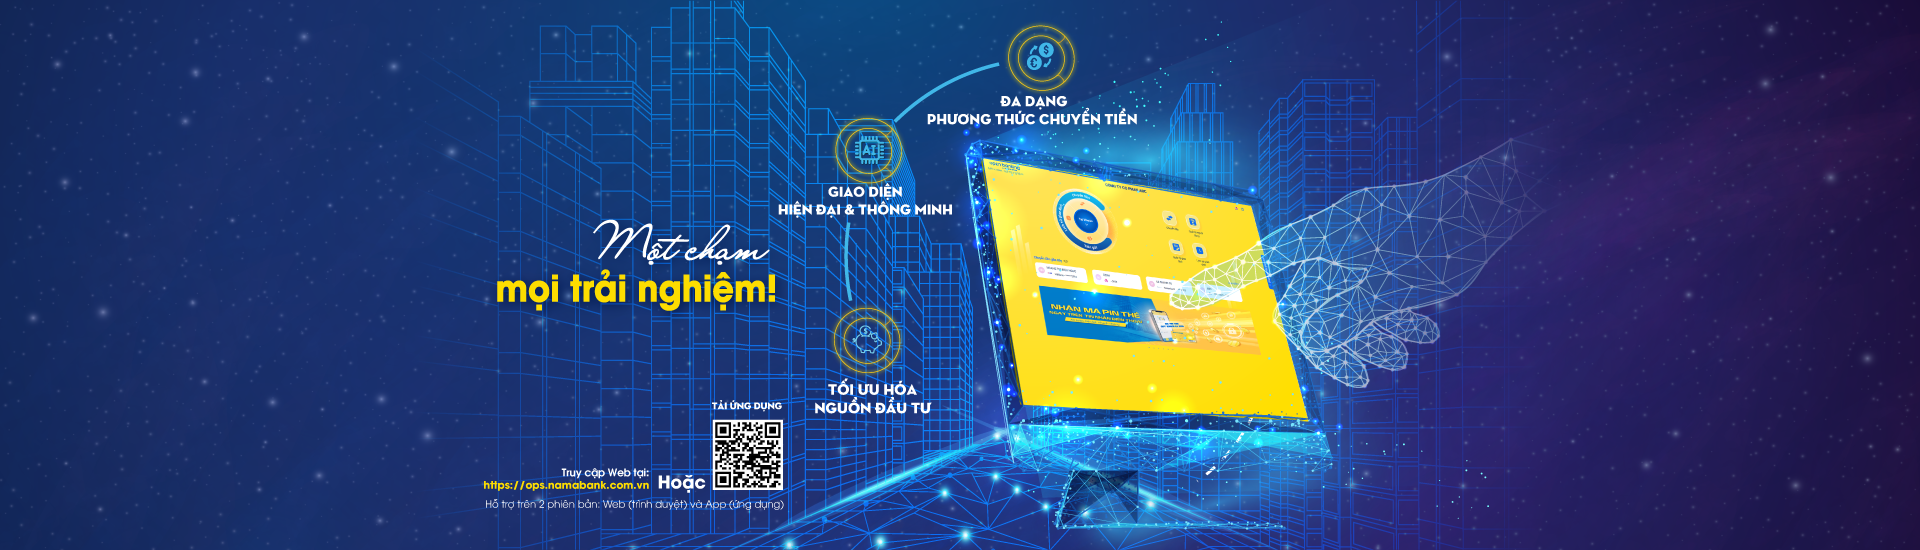 ĐA DẠNG
PHƯƠNG THỨC CHUYỂN TIỀN
AI
GIAO DIỆN
HIỆN ĐẠI & THÔNG MINH
Một chạm
mọi trải nghiệm!
TỐI ƯU HÓA
NGUỒN ĐẦU TƯ
TẢI ỨNG DỤNG
Truy cập Web tại:
https://ops.namabank.com.vn
Hoặc
Hỗ trợ trên 2 phiên bản: Web (trình duyệt) và App (ứng dụng)
NHẬN MÃ PIN THẺ